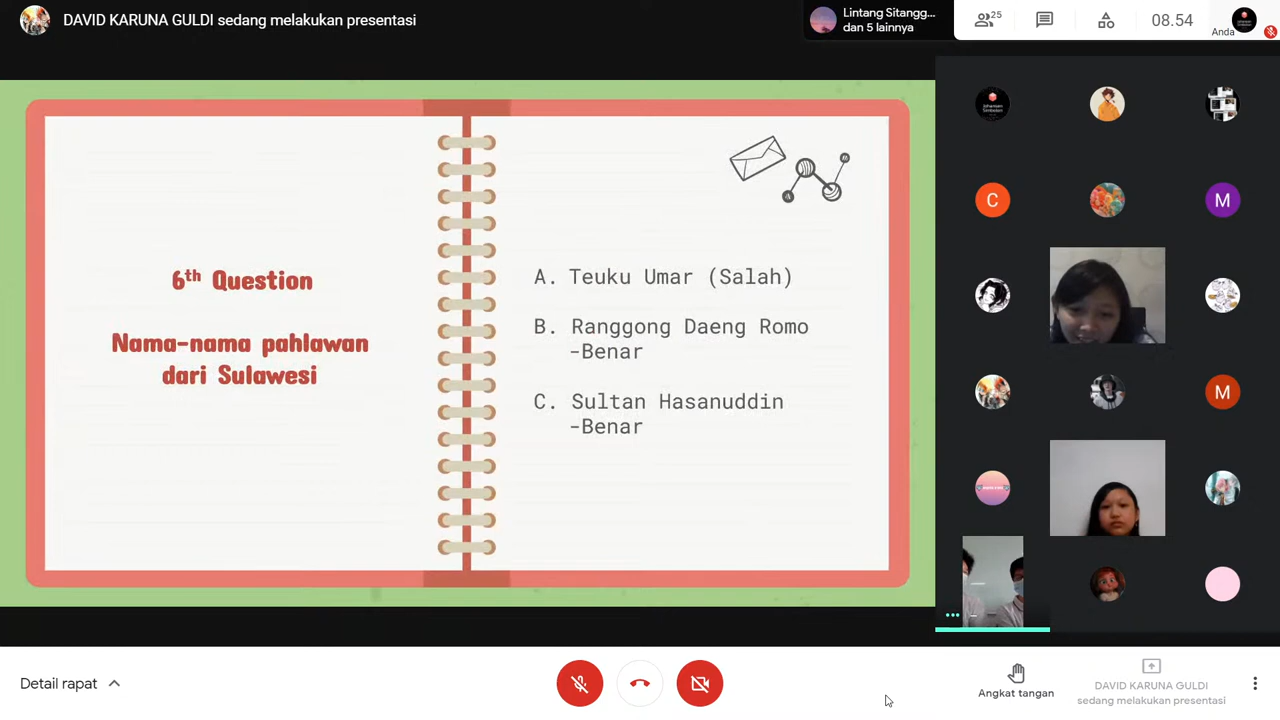 DAVID KARUNA GULDI sedang melakukan presentasi
Lintang Sitangg...
dan 5 lainnya
25
08.54
Anda
6th Question
Nama-nama pahlawan
dari Sulawesi
A. Teuku Umar (Salah)
B. Ranggong Daeng Romo
-Benar
C. Sultan Hasanuddin
-Benar
Johansen
Simbolon
C
M
M
Detail rapat
Angkat tangan
DAVID KARUNA GULDI
sedang melakukan presentasi